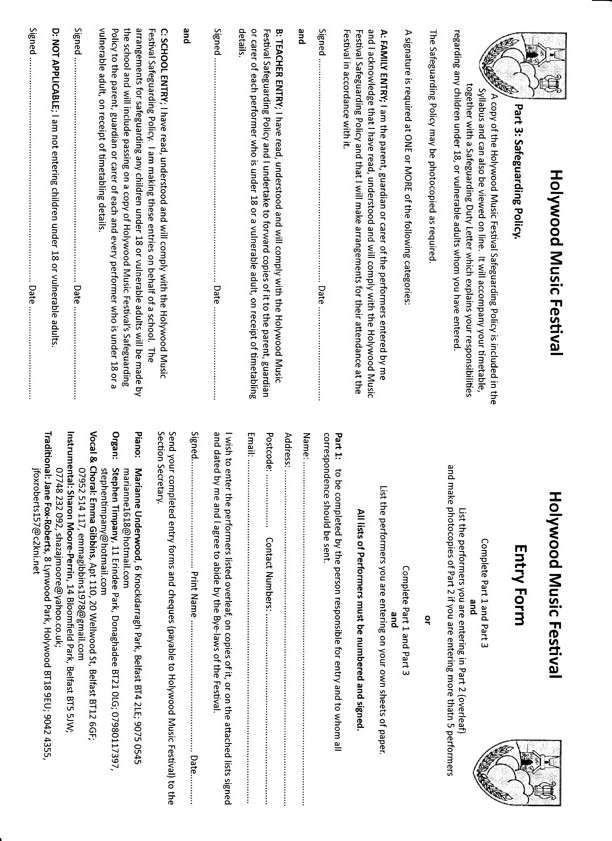 Holywood Music Festival
Part 3: Safeguarding Policy.
A copy of the Holywood Music Festival Safeguarding Policy is included in the
Syllabus and can also be viewed on line. It will accompany your timetable,
together with a Safeguarding Duty Letter which explains your responsibilities
regarding any children under 18, or vulnerable adults whom you have entered.
The Safeguarding Policy may be photocopied as required.
A signature is required at ONE or MORE of the following categories:
A: FAMILY ENTRY; I am the parent, guardian or carer of the performers entered by me
and I acknowledge that I have read, understood and will comply with the Holywood Music
Festival Safeguarding Policy and that I will make arrangements for their attendance at the
Festival in accordance with it.
Signed ........................................................ Date ................................
and
B: TEACHER ENTRY; I have read, understood and will comply with the Holywood Music
Festival Safeguarding Policy and I undertake to forward copies of it to the parent, guardian
or carer of each performer who is under 18 or a vulnerable adult, on receipt of timetabling
details.
Signed ........................................................ Date ................................
and
C: SCHOOL ENTRY; I have read, understood and will comply with the Holywood Music
Festival Safeguarding Policy. I am making these entries on behalf of a school. The
arrangements for safeguarding any children under 18 or vulnerable adults will be made by
the school and will include passing on a copy of Holywood Music Festival's Safeguarding
Policy to the parent, guardian or carer of each and every performer who is under 18 or a
vulnerable adult, on receipt of timetabling details.
Signed ........................................................ Date ................................
D: NOT APPLICABLE; I am not entering children under 18 or vulnerable adults.
Signed ........................................................ Date ................................
Holywood Music Festival
Entry Form
Complete Part 1 and Part 3
and
List the performers you are entering in Part 2 (overleaf)
and make photocopies of Part 2 if you are entering more thatn 5 performers
or
Complete Part 1 and Part 3
and
List the performers you are entering on your own sheets of paper.
All lists of Performers must be numbered and signed.
Part 1: to be completed by the person responsible for entry and to whom all
correspondence should be sent.
Name: ........................................................
Address: ........................................................
Postcode: ........................ Contact Numbers: ................................
Email: ........................................................
I wish to enter the performers listed overleaf, on copies of it, or on the attached lists signed
and dated by me and I agree to abide by the Bye-laws of the Festival.
Signed................................ Print Name ................................ Date................
Send your completed entry forms and cheques (payable to Holywood Music Festival) to the
Section Secretary.
Piano: Marianne Underwood, 6 Knockdarragh Park, Belfast BT4 2LE; 9075 0545
marianne1618@hotmail.com
Organ: Stephen Timpany, 11 Erindee Park, Donaghadee BT21 0LG; 07980117397,
stephentimpany@hotmail.com
Vocal & Choral: Emma Gibbins, Apt 110, 20 Wellwood St, Belfast BT12 6GF;
07952 514 117, emmagibbins1978@gmail.com
Instrumental: Sharon Moore-Perrin, 14 Bloomfield Park, Belfast BT5 5JW;
07748 232 092, shazajmoore@yahoo.co.uk;
Traditional: Jane Fox-Roberts, 8 Lynwood Park, Holywood BT18 9EU; 9042 4355,
jfoxroberts157@c2kni.net